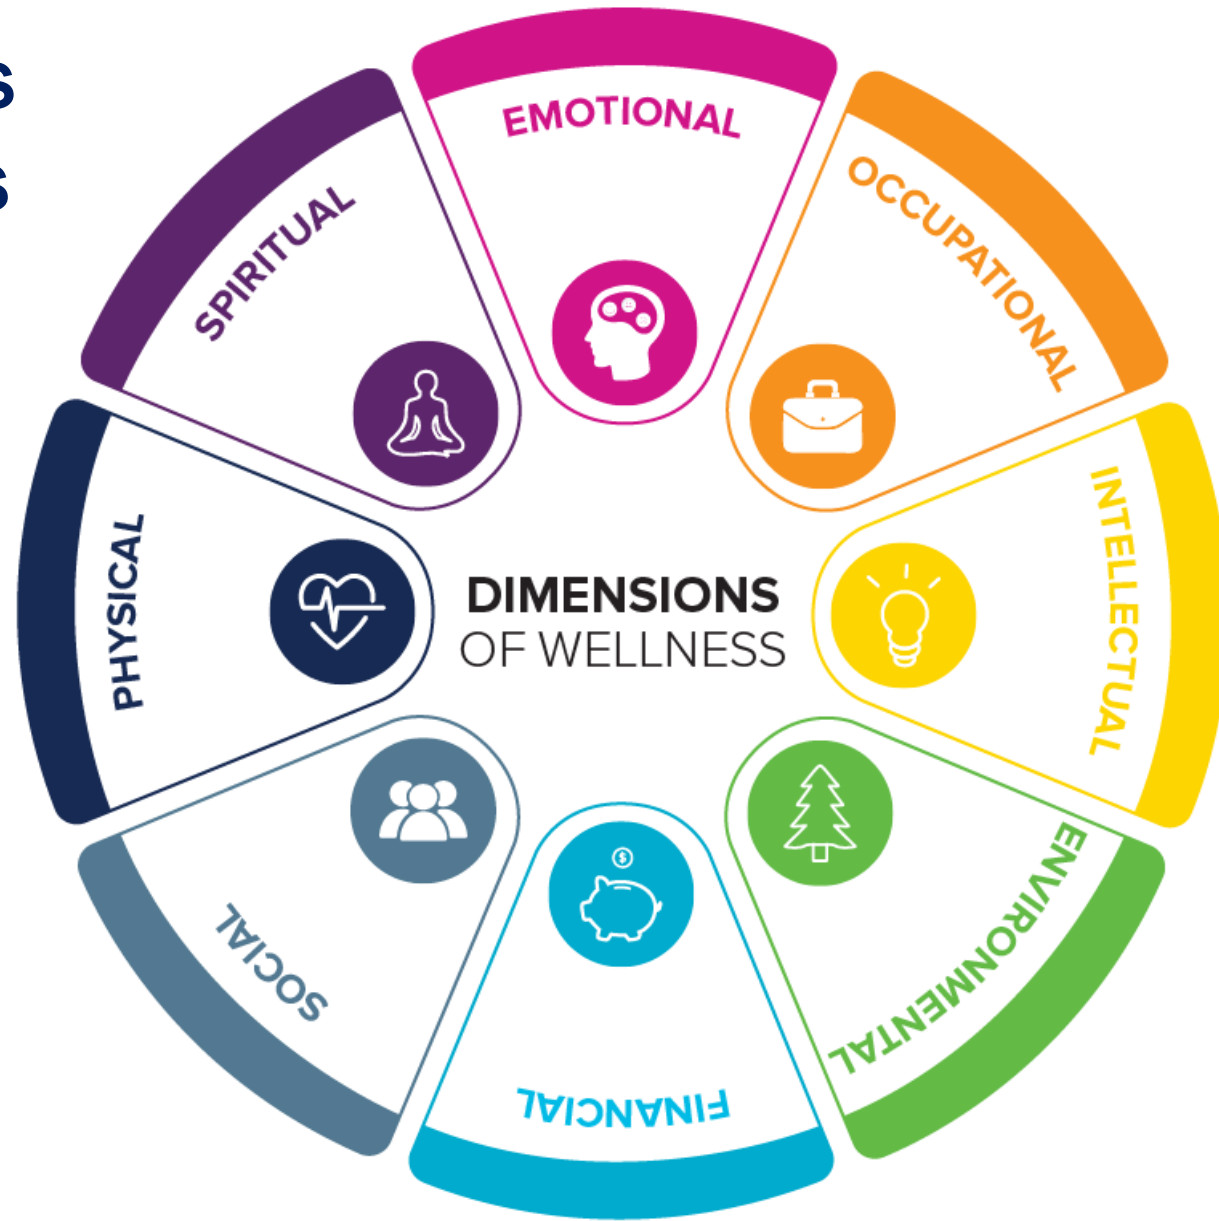 S
S
EMOTIONAL
OCCUPATIONAL
INTELLECTUAL
ENVIRONMENTAL
FINANCIAL
SOCIAL
PHYSICAL
SPIRITUAL
DIMENSIONS
OF WELLNESS
$